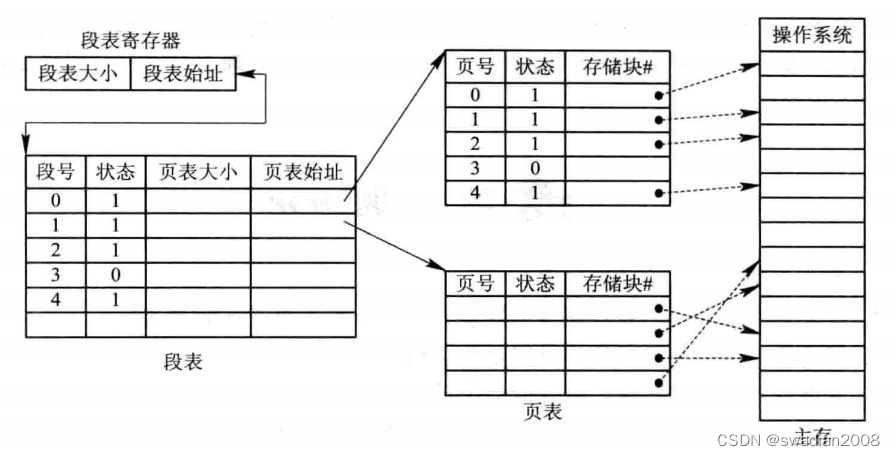 段表寄存器
段表大小 段表始址
段号 状态 页表大小 页表始址
0 1
1 1
2 1
3 0
4 1
段表
页号 状态 存储块#
0 1
1 1
2 1
3 0
4 1
页号 状态 存储块#
页表
操作系统
主存
CSDN @swadian2008